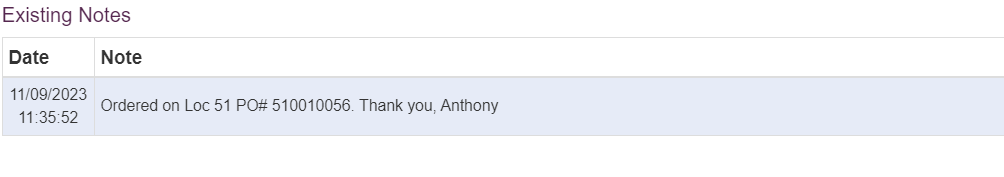 Existing Notes
Date Note
11/09/2023
11:35:52
Ordered on Loc 51 PO# 510010056. Thank you, Anthony